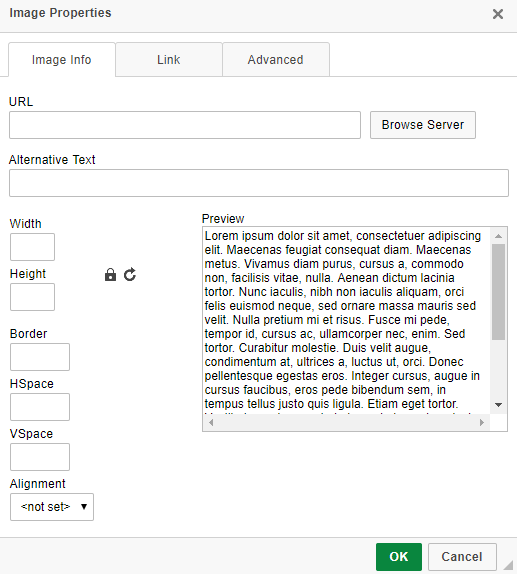 Image Properties
Image Info
Link
Advanced
URL
Browse Server
Alternative Text
Width
Height
Border
HSpace
VSpace
Alignment
<not set>
Preview
Lorem ipsum dolor sit amet, consectetuer adipiscing
elit. Maecenas feugiat consequat diam. Maecenas
metus. Vivamus diam purus, cursus a, commodo
non, facilisis vitae, nulla. Aenean dictum lacinia
tortor. Nunc iaculis, nibh non iaculis aliquam, orci
felis euismod neque, sed ornare massa mauris sed
velit. Nulla pretium mi et risus. Fusce mi pede,
tempor id, cursus ac, ullamcorper nec, enim. Sed
tortor. Curabitur molestie. Duis velit augue,
condimentum at, ultrices a, luctus ut, orci. Donec
pellentesque egestas eros. Integer cursus, augue in
cursus faucibus, eros pede bibendum sem, in
tempus tellus justo quis ligula. Etiam eget tortor.
OK
Cancel